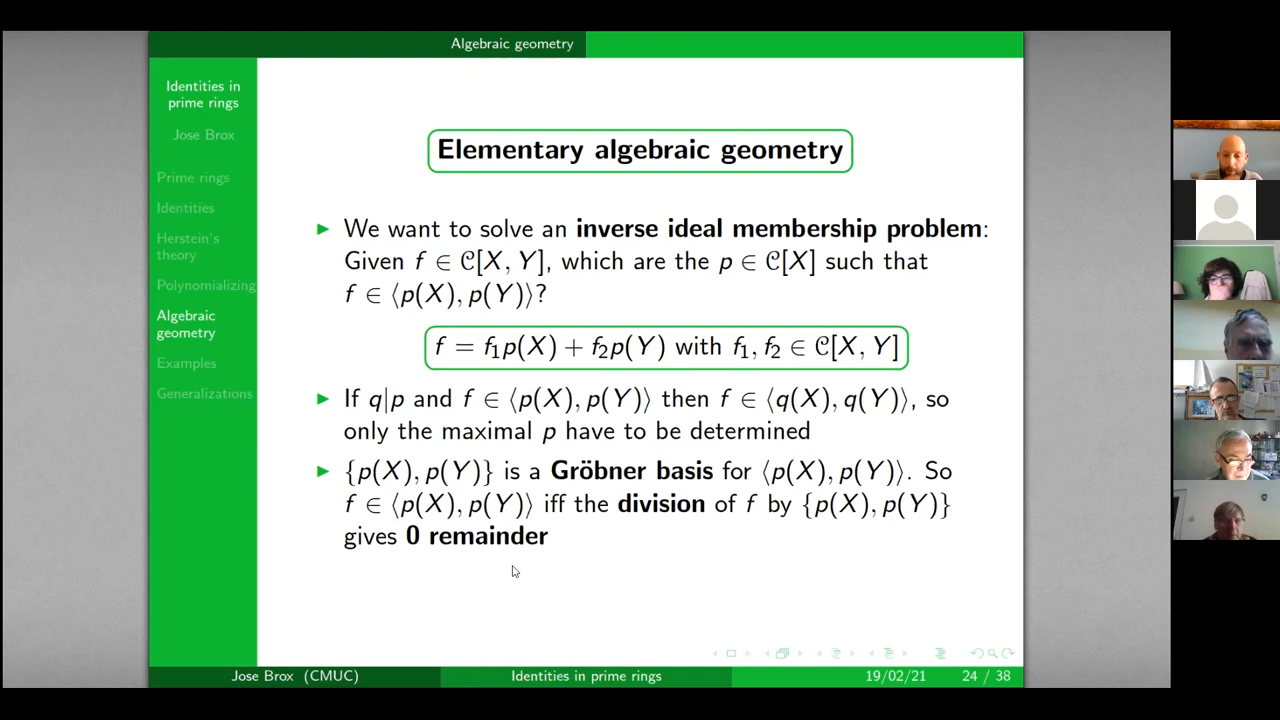 Algebraic geometry
Identities in
prime rings
Jose Brox
Prime rings
Identities
Herstein's
theory
Polynomializing
Algebraic
geometry
Examples
Generalizations
Elementary algebraic geometry
▶ We want to solve an inverse ideal membership problem:
Given f ∈ 𝒞[X, Y], which are the p ∈ 𝒞[X] such that
f ∈ ⟨p(X), p(Y)⟩?
f = f₁p(X) + f₂p(Y) with f₁, f₂ ∈ 𝒞[X, Y]
▶ If q|p and f ∈ ⟨p(X), p(Y)⟩ then f ∈ ⟨q(X), q(Y)⟩, so
only the maximal p have to be determined
▶ {p(X), p(Y)} is a Gröbner basis for ⟨p(X), p(Y)⟩. So
f ∈ ⟨p(X), p(Y)⟩ iff the division of f by {p(X), p(Y)}
gives 0 remainder
Jose Brox (CMUC)
Identities in prime rings
19/02/21
24 / 38